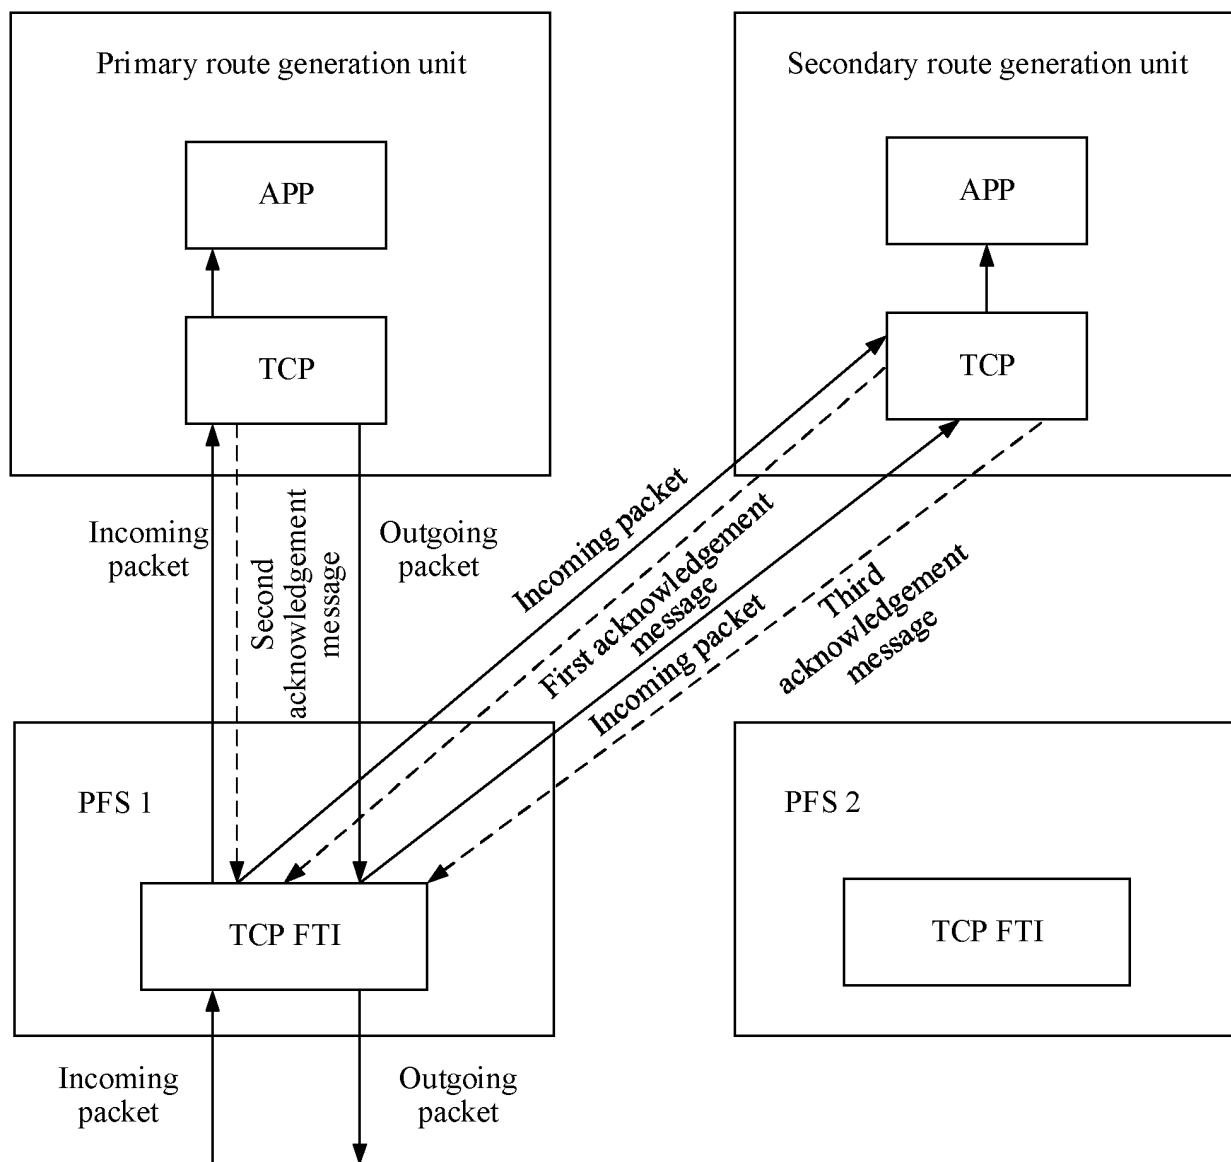 Primary route generation unit
Secondary route generation unit
APP
APP
TCP
TCP
Incoming
packet
Second
acknowledgement
message
Outgoing
packet
Incoming packet
First acknowledgement
message
Incoming packet
Third
acknowledgement
message
PFS 1
PFS 2
TCP FTI
TCP FTI
Incoming
packet
Outgoing
packet